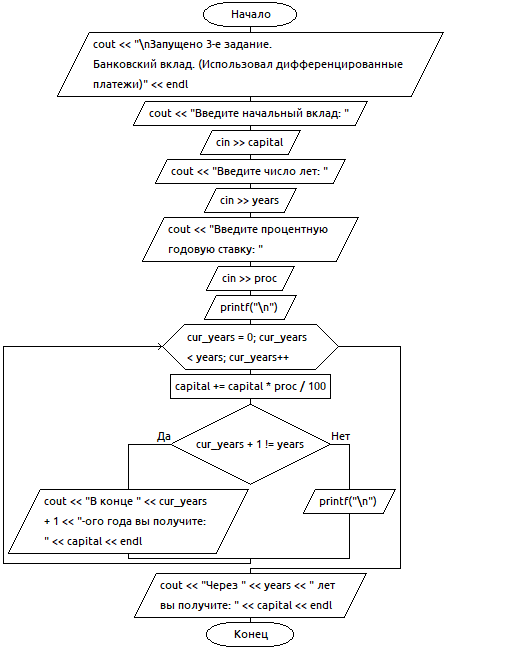 Начало
cout << "\nЗапущено 3-е задание.
Банковский вклад. (Использовал дифференцированные
платежи)" << endl
cout << "Введите начальный вклад: "
cin >> capital
cout << "Введите число лет: "
cin >> years
cout << "Введите процентную
годовую ставку: "
cin >> proc
printf("\n")
cur_years = 0; cur_years
< years; cur_years++
capital += capital * proc / 100
Да
Нет
cur_years + 1 != years
cout << "В конце " << cur_years
+ 1 << "-ого года вы получите:
" << capital << endl
printf("\n")
cout << "Через " << years << " лет
вы получите: " << capital << endl
Конец